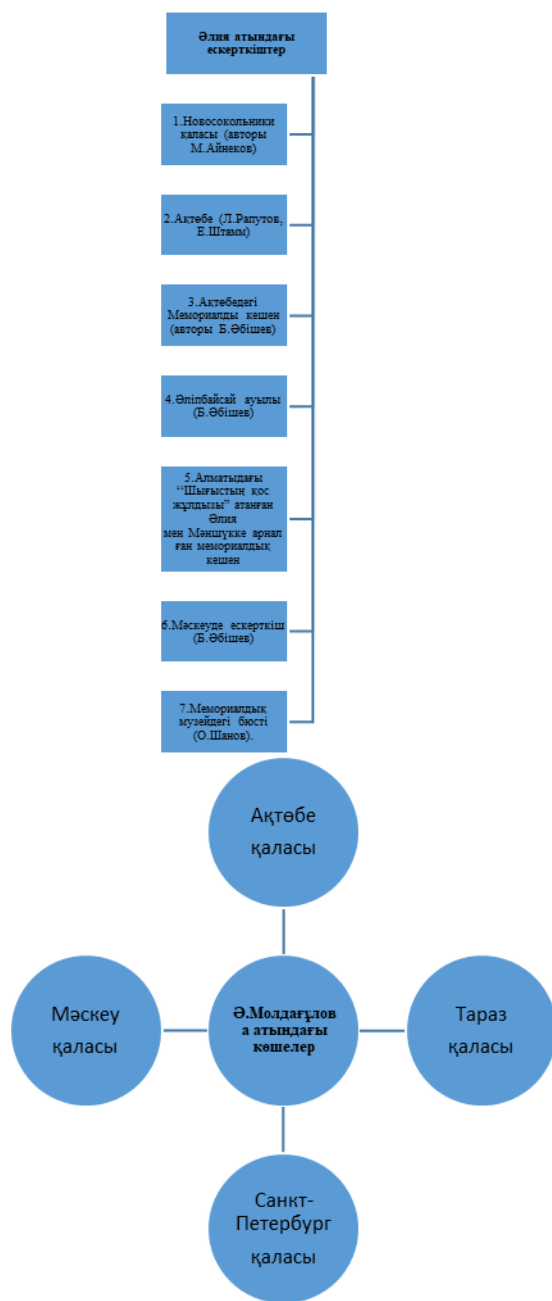 Әлия атындағы
ескерткіштер
1.Новосокольники
қаласы (авторы
М.Айнеков)
2.Ақтөбе (Л.Рапутов,
Е.Штамм)
3.Ақтөбедегі
Мемориалды кешен
(авторы Б.Әбішев)
4.Әліпбайсай ауылы
(Б.Әбішев)
5.Алматыдағы
“Шығыстың қос
жұлдызы” атанған
Әлия
мен Мәншүкке арнал
ған мемориалдық
кешен
6.Мәскеуде ескерткіш
(Б.Әбішев)
7.Мемориалдық
музейдегі бюсті
(О.Шанов).
Ақтөбе
қаласы
Мәскеу
қаласы
Ә.Молдағұлов
а атындағы
көшелер
Тараз
қаласы
Санкт-
Петербург
қаласы